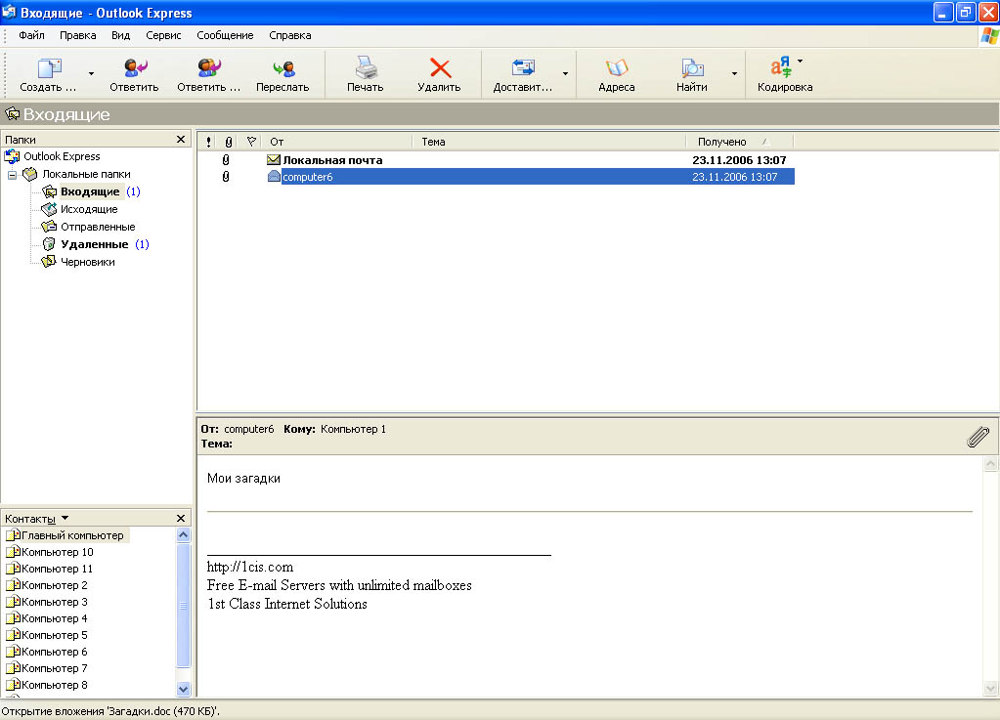 Входящие - Outlook Express
Файл Правка Вид Сервис Сообщение Справка
Создать ... Ответить Ответить ... Переслать Печать Удалить Доставит... Адреса Найти Кодировка
Входящие
Папки
Outlook Express
Локальные папки
Входящие (1)
Исходящие
Отправленные
Удаленные (1)
Черновики
От Тема Получено
Локальная почта 23.11.2006 13:07
computer6 23.11.2006 13:07
От: computer6 Кому: Компьютер 1
Тема:
Мои загадки
http://1cis.com
Free E-mail Servers with unlimited mailboxes
1st Class Internet Solutions
Контакты
Главный компьютер
Компьютер 10
Компьютер 11
Компьютер 2
Компьютер 3
Компьютер 4
Компьютер 5
Компьютер 6
Компьютер 7
Компьютер 8
Открытие вложения 'Загадки.doc (470 КБ)'.